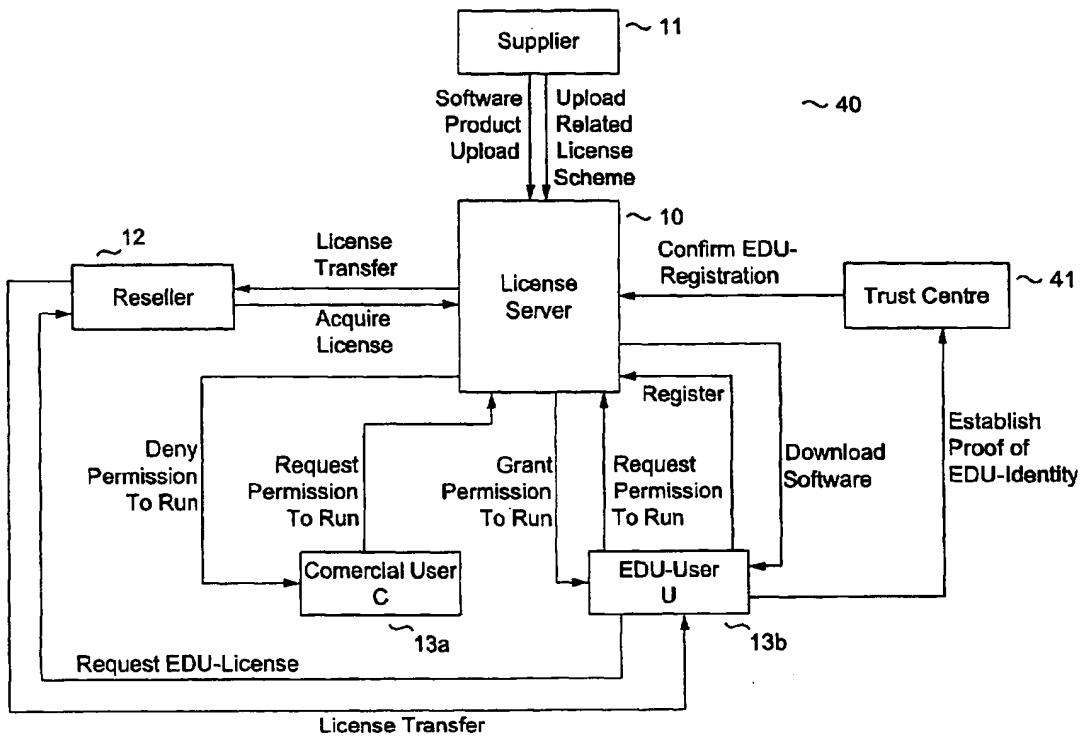 Supplier
~ 11
Software
Product
Upload
Upload
Related
License
Scheme
~ 40
~ 10
License
Server
~12
Reseller
License
Transfer
Acquire
License
Confirm EDU-
Registration
Trust Centre
~ 41
Deny
Permission
To Run
Request
Permission
To Run
Grant
Permission
To Run
Request
Permission
To Run
Register
Download
Software
Establish
Proof of
EDU-Identity
Comercial User
C
~13a
EDU-User
U
~13b
Request EDU-License
License Transfer